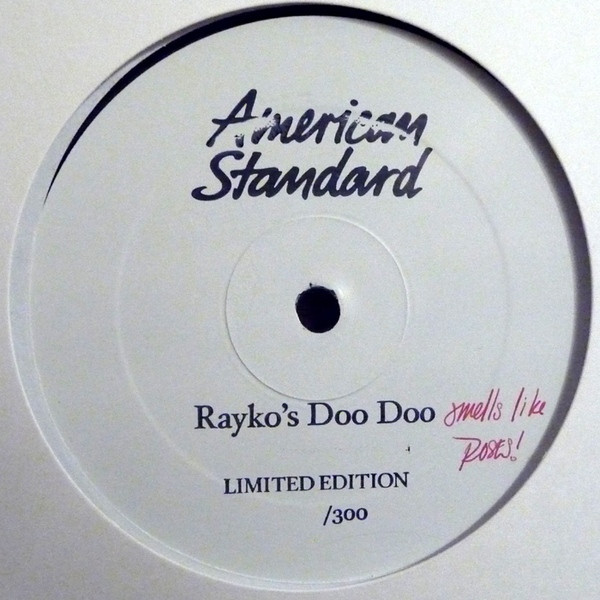 American
Standard
Rayko's Doo Doo smells like
ROSES!
LIMITED EDITION
/300